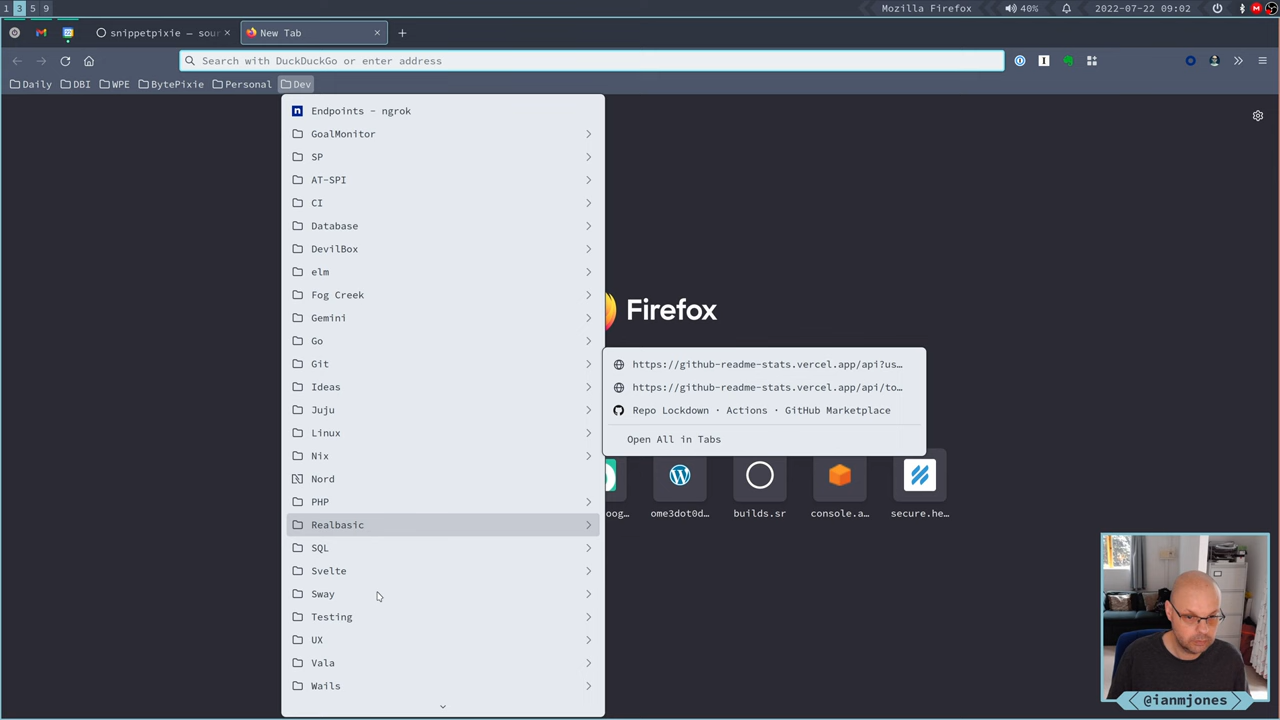 1 3 5 9
Mozilla Firefox
40%
2022-07-22 09:02
snippetpixie — sour
New Tab
Search with DuckDuckGo or enter address
Daily DBI WPE BytePixie Personal Dev
Endpoints - ngrok
GoalMonitor
SP
AT-SPI
CI
Database
DevilBox
elm
Fog Creek
Gemini
Go
Git
Ideas
Juju
Linux
Nix
Nord
PHP
Realbasic
SQL
Svelte
Sway
Testing
UX
Vala
Wails
Firefox
https://github-readme-stats.vercel.app/api?us…
https://github-readme-stats.vercel.app/api/to…
Repo Lockdown · Actions · GitHub Marketplace
Open All in Tabs
oog… ome3dot0d… builds.sr console.a… secure.he…
@ianmjones